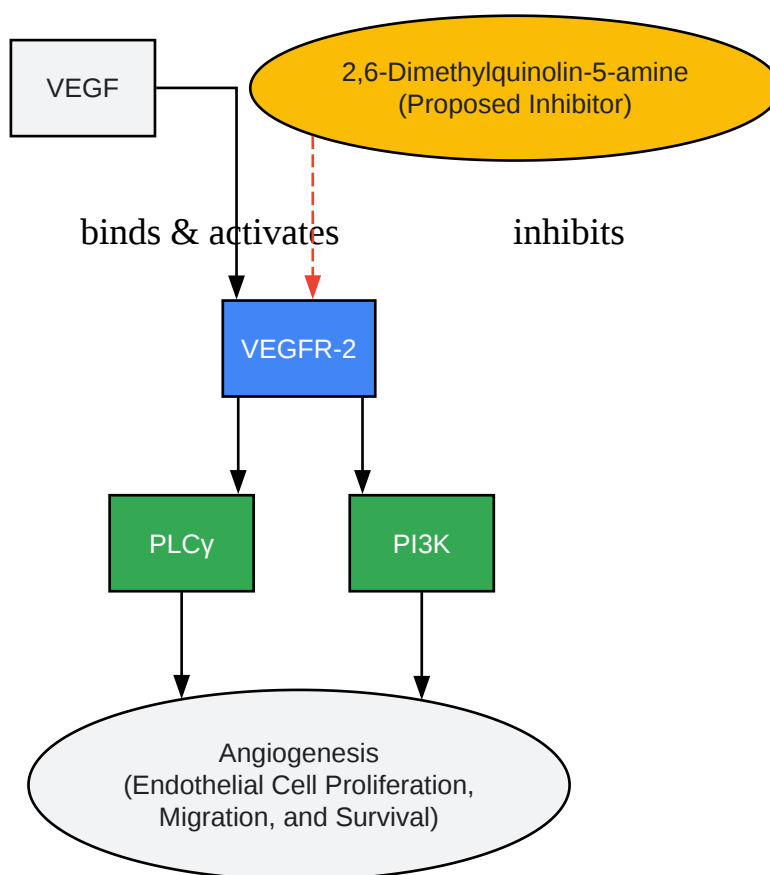 VEGF
2,6-Dimethylquinolin-5-amine
(Proposed Inhibitor)
binds & activates
inhibits
VEGFR-2
PLCγ
PI3K
Angiogenesis
(Endothelial Cell Proliferation,
Migration, and Survival)